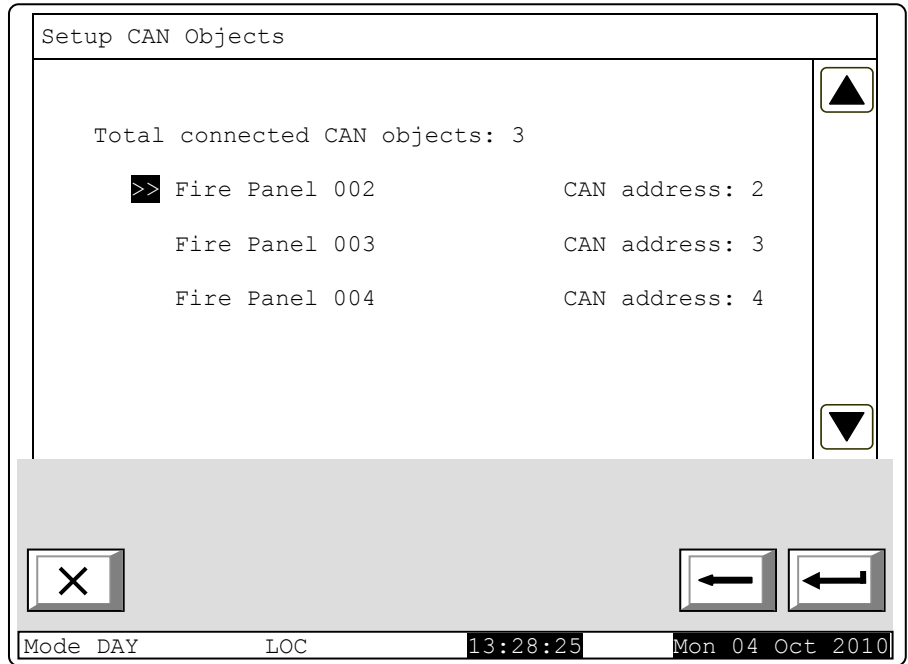 Setup CAN Objects
Total connected CAN objects: 3
>> Fire Panel 002 CAN address: 2
Fire Panel 003 CAN address: 3
Fire Panel 004 CAN address: 4
Mode DAY LOC 13:28:25 Mon 04 Oct 2010